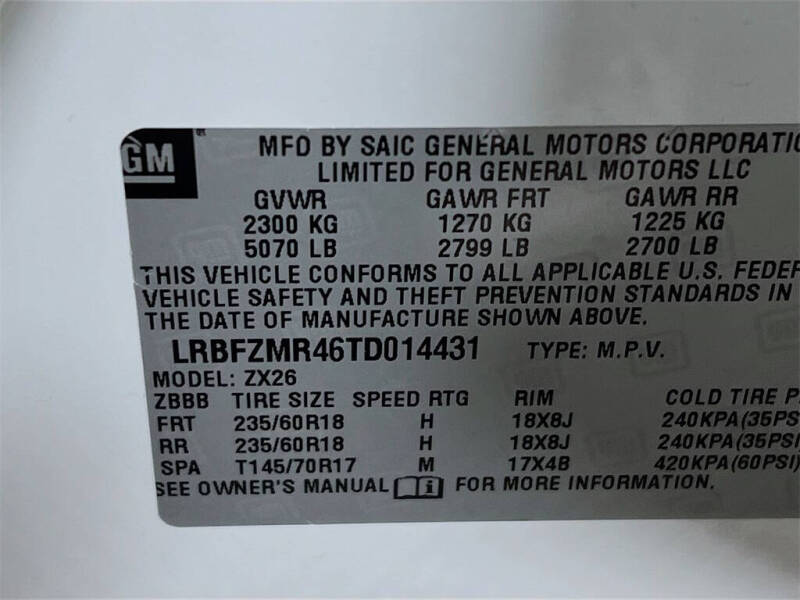 GM
MFD BY SAIC GENERAL MOTORS CORPORATIO
LIMITED FOR GENERAL MOTORS LLC
GVWR GAWR FRT GAWR RR
2300 KG 1270 KG 1225 KG
5070 LB 2799 LB 2700 LB
THIS VEHICLE CONFORMS TO ALL APPLICABLE U.S. FEDER
VEHICLE SAFETY AND THEFT PREVENTION STANDARDS IN
THE DATE OF MANUFACTURE SHOWN ABOVE.
LRBFZMR46TD014431 TYPE: M.P.V.
MODEL: ZX26
ZBBB TIRE SIZE SPEED RTG RIM COLD TIRE P
FRT 235/60R18 H 18X8J 240KPA(35PS
RR 235/60R18 H 18X8J 240KPA(35PSI
SPA T145/70R17 M 17X4B 420KPA(60PSI)
SEE OWNER'S MANUAL i FOR MORE INFORMATION.